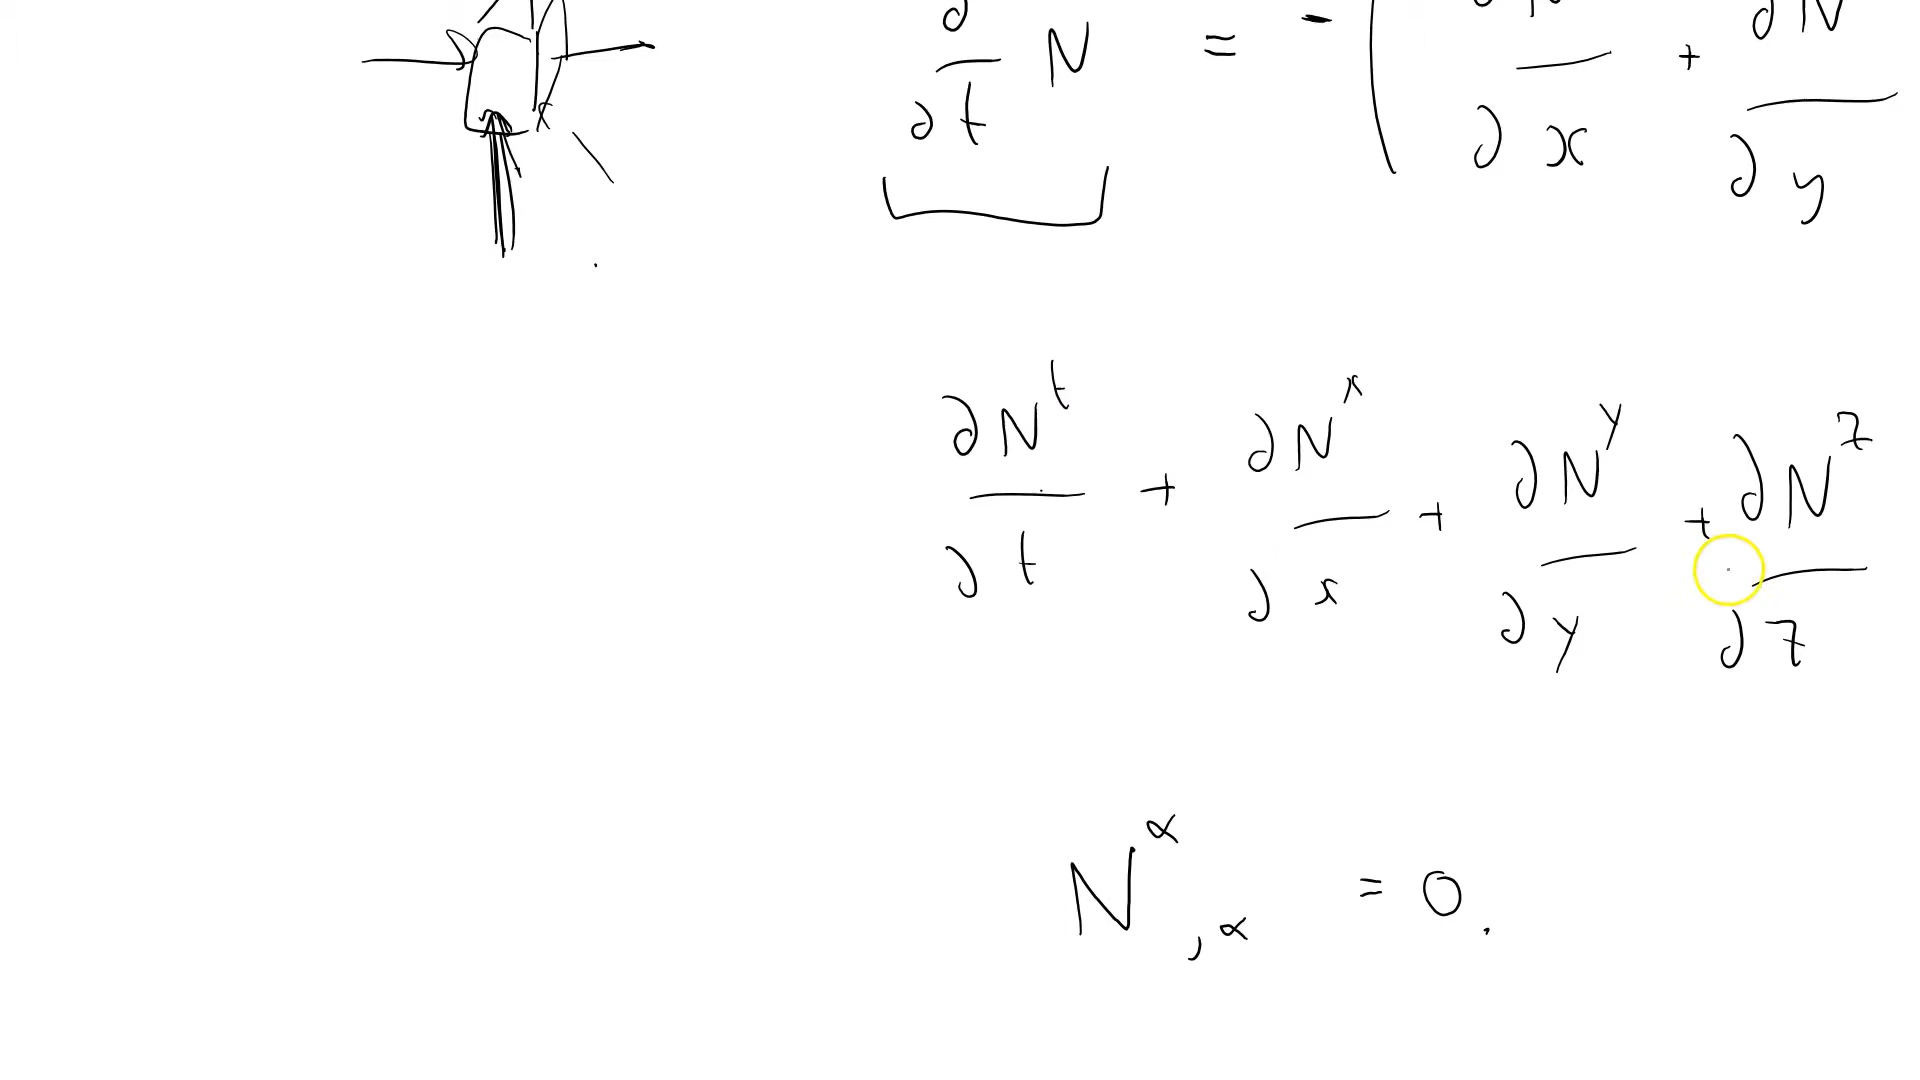 ∂/∂t N = - ( ∂N/∂x + ∂N/∂y
∂N^t/∂t + ∂N^x/∂x + ∂N^y/∂y + ∂N^z/∂z
N^α_{,α} = 0.